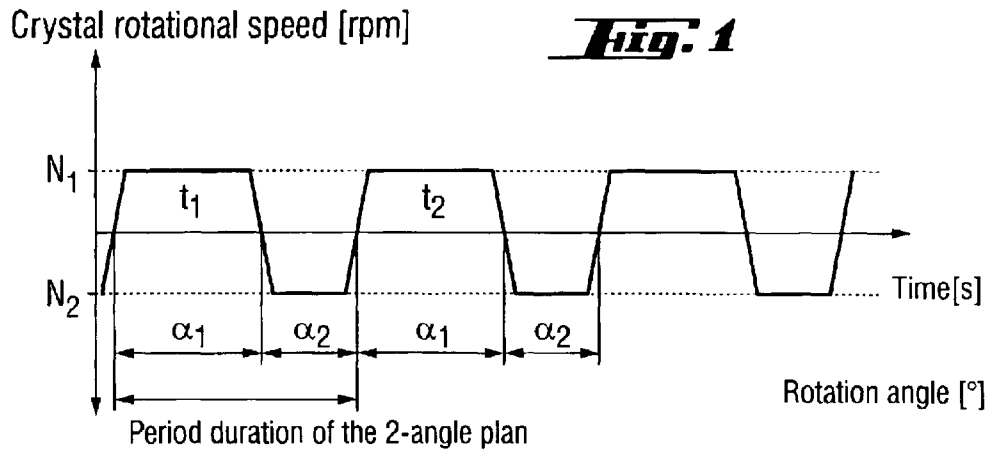 Crystal rotational speed [rpm]
Fig. 1
N₁
t₁
t₂
N₂
Time[s]
α₁
α₂
α₁
α₂
Rotation angle [°]
Period duration of the 2-angle plan